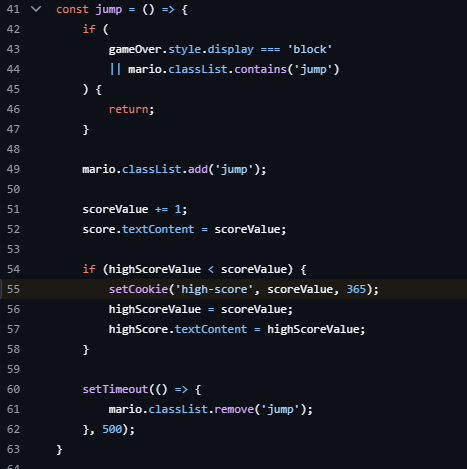 41 const jump = () => {
42 if (
43 gameOver.style.display === 'block'
44 || mario.classList.contains('jump')
45 ) {
46 return;
47 }
48
49 mario.classList.add('jump');
50
51 scoreValue += 1;
52 score.textContent = scoreValue;
53
54 if (highScoreValue < scoreValue) {
55 setCookie('high-score', scoreValue, 365);
56 highScoreValue = scoreValue;
57 highScore.textContent = highScoreValue;
58 }
59
60 setTimeout(() => {
61 mario.classList.remove('jump');
62 }, 500);
63 }